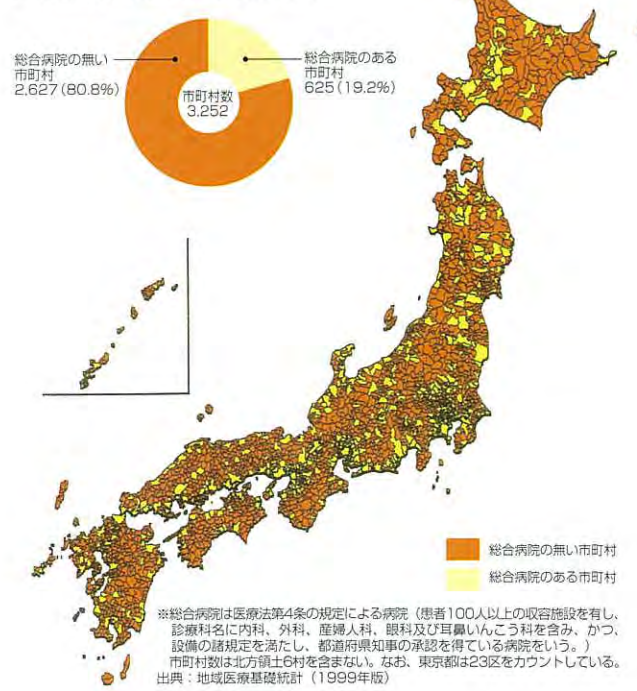 総合病院の無い
市町村
2,627(80.8%)
総合病院のある
市町村
625(19.2%)
市町村数
3,252
総合病院の無い市町村
総合病院のある市町村
※総合病院は医療法第4条の規定による病院（患者100人以上の収容施設を有し、
診療科名に内科、外科、産婦人科、眼科及び耳鼻いんこう科を含み、かつ、
設備の諸規定を満たし、都道府県知事の承認を得ている病院をいう。）
市町村数は北方領土6村を含まない。なお、東京都は23区をカウントしている。
出典：地域医療基礎統計（1999年版）